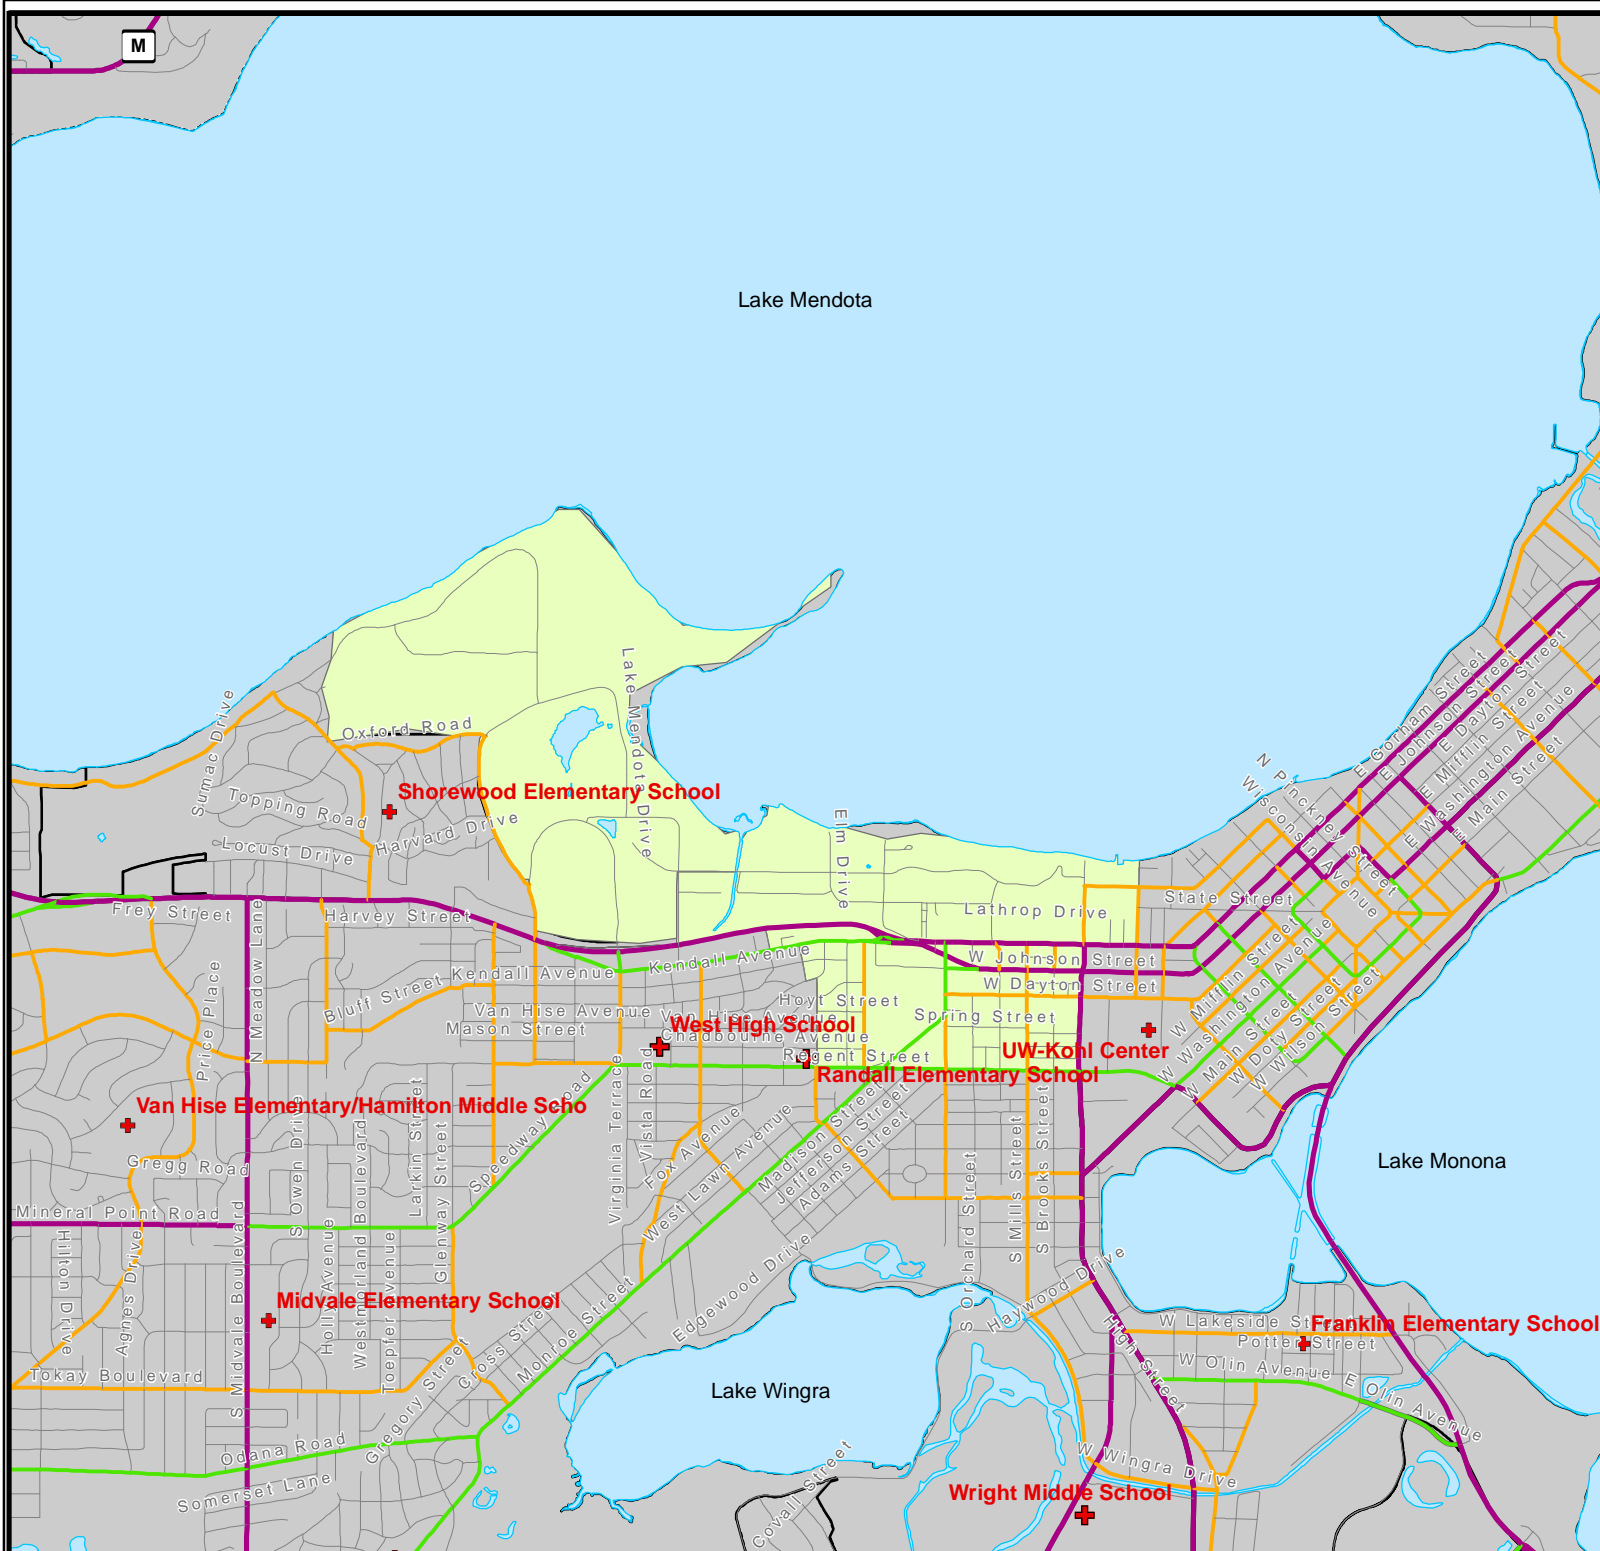 M
Lake Mendota
Lake Mendota Drive
Oxford Road
Sumac Drive
Shorewood Elementary School
Topping Road
Harvard Drive
Locust Drive
Elm Drive
E Gorham Street
E Johnson Street
E Dayton Street
E Mifflin Street
E Washington Avenue
E Main Street
N Pinckney Street
Wisconsin Avenue
State Street
Lathrop Drive
Frey Street
Harvey Street
N Meadow Lane
Price Place
Kendall Avenue
Kendall Avenue
W Johnson Street
W Dayton Street
Bluff Street
Van Hise Avenue
Van Hise Avenue
Hoyt Street
Spring Street
Mason Street
West High School
Chadbourne Avenue
Regent Street
UW-Kohl Center
Randall Elementary School
W Mifflin Street
W Washington Avenue
W Main Street
W Doty Street
W Wilson Street
Van Hise Elementary/Hamilton Middle Scho
Speedway Road
Virginia Terrace
Vista Road
Fox Avenue
West Lawn Avenue
Madison Street
Jefferson Street
Adams Street
Gregg Road
S Owen Drive
Larkin Street
Glenway Street
Westmorland Boulevard
Holly Avenue
Toepfer Avenue
Mineral Point Road
S Midvale Boulevard
Hilton Drive
Agnes Drive
S Orchard Street
S Mills Street
S Brooks Street
Lake Monona
Midvale Elementary School
Edgewood Drive
Haywood Drive
High Street
W Lakeside Street
Franklin Elementary School
Potter Street
W Olin Avenue
E Olin Avenue
Tokay Boulevard
Gregory Street
Cross Street
Monroe Street
Lake Wingra
Odana Road
Somerset Lane
Covall Street
W Wingra Drive
Wright Middle School